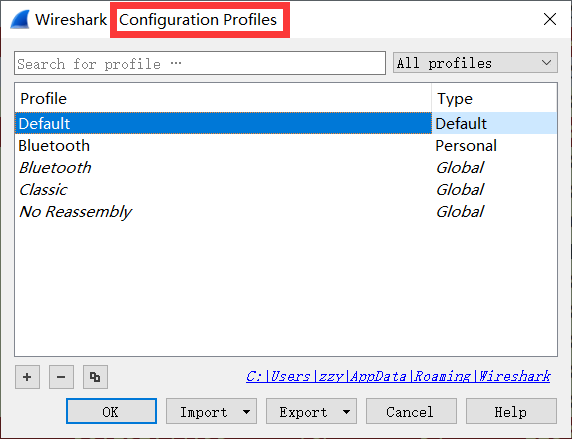 Wireshark Configuration Profiles
Search for profile ⋯
All profiles
Profile Type
Default Default
Bluetooth Personal
Bluetooth Global
Classic Global
No Reassembly Global
C:|Users|zzy|AppData|Roaming|Wireshark
OK Import Export Cancel Help